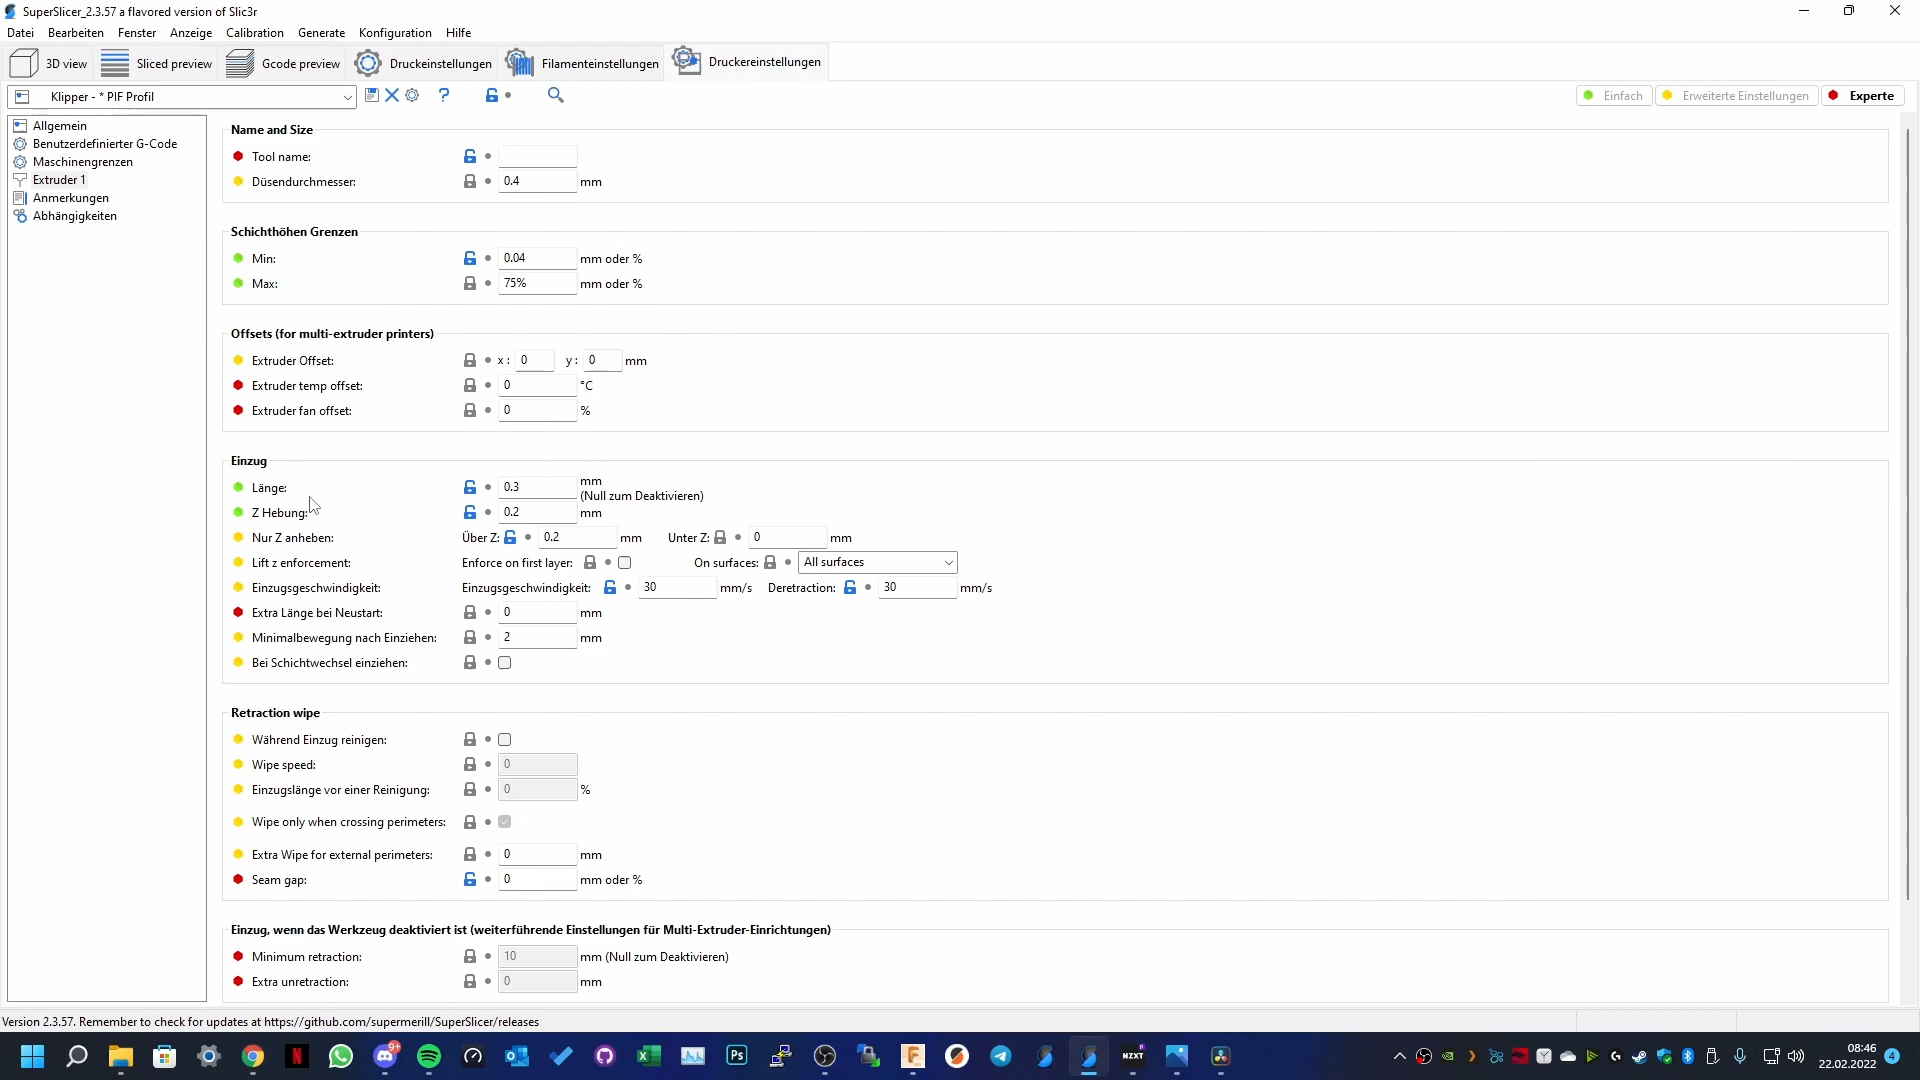 SuperSlicer_2.3.57 a flavored version of Slic3r
Datei Bearbeiten Fenster Anzeige Calibration Generate Konfiguration Hilfe
3D view Sliced preview Gcode preview Druckeinstellungen Filamenteinstellungen Druckereinstellungen
Klipper - * PIF Profil ? Einfach Erweiterte Einstellungen Experte
Allgemein
Benutzerdefinierter G-Code
Maschinengrenzen
Extruder 1
Anmerkungen
Abhängigkeiten
Name and Size
Tool name:
Düsendurchmesser: 0.4 mm
Schichthöhen Grenzen
Min: 0.04 mm oder %
Max: 75% mm oder %
Offsets (for multi-extruder printers)
Extruder Offset: x: 0 y: 0 mm
Extruder temp offset: 0 °C
Extruder fan offset: 0 %
Einzug
Länge: 0.3 mm
(Null zum Deaktivieren)
Z Hebung: 0.2 mm
Nur Z anheben: Über Z: 0.2 mm Unter Z: 0 mm
Lift z enforcement: Enforce on first layer: On surfaces: All surfaces
Einzugsgeschwindigkeit: Einzugsgeschwindigkeit: 30 mm/s Deretraction: 30 mm/s
Extra Länge bei Neustart: 0 mm
Minimalbewegung nach Einziehen: 2 mm
Bei Schichtwechsel einziehen:
Retraction wipe
Während Einzug reinigen:
Wipe speed: 0
Einzugslänge vor einer Reinigung: 0 %
Wipe only when crossing perimeters:
Extra Wipe for external perimeters: 0 mm
Seam gap: 0 mm oder %
Einzug, wenn das Werkzeug deaktiviert ist (weiterführende Einstellungen für Multi-Extruder-Einrichtungen)
Minimum retraction: 10 mm (Null zum Deaktivieren)
Extra unretraction: 0 mm
Version 2.3.57. Remember to check for updates at https://github.com/supermerill/SuperSlicer/releases
N 9+ Ps F NZXT
08:46
22.02.2022 4